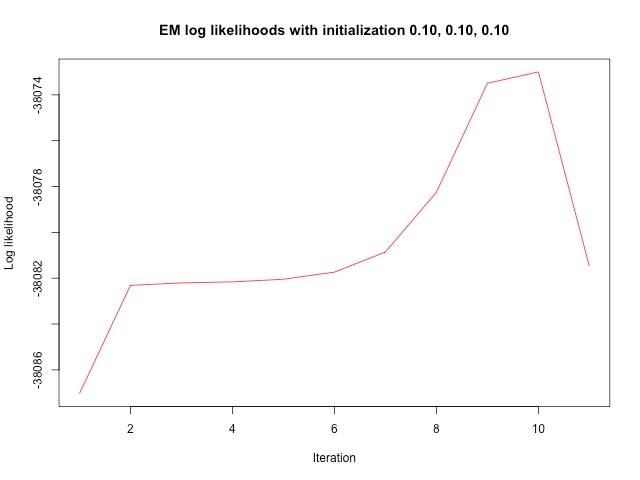 EM log likelihoods with initialization 0.10, 0.10, 0.10
Log likelihood
-38074
-38078
-38082
-38086
2 4 6 8 10
Iteration